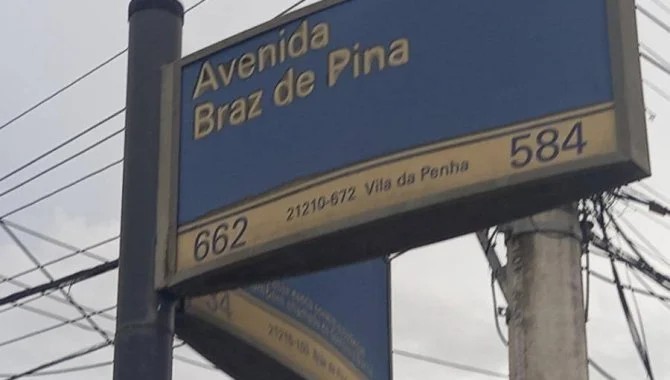 Avenida
Braz de Pina
584
21210-672 Vila da Penha
662